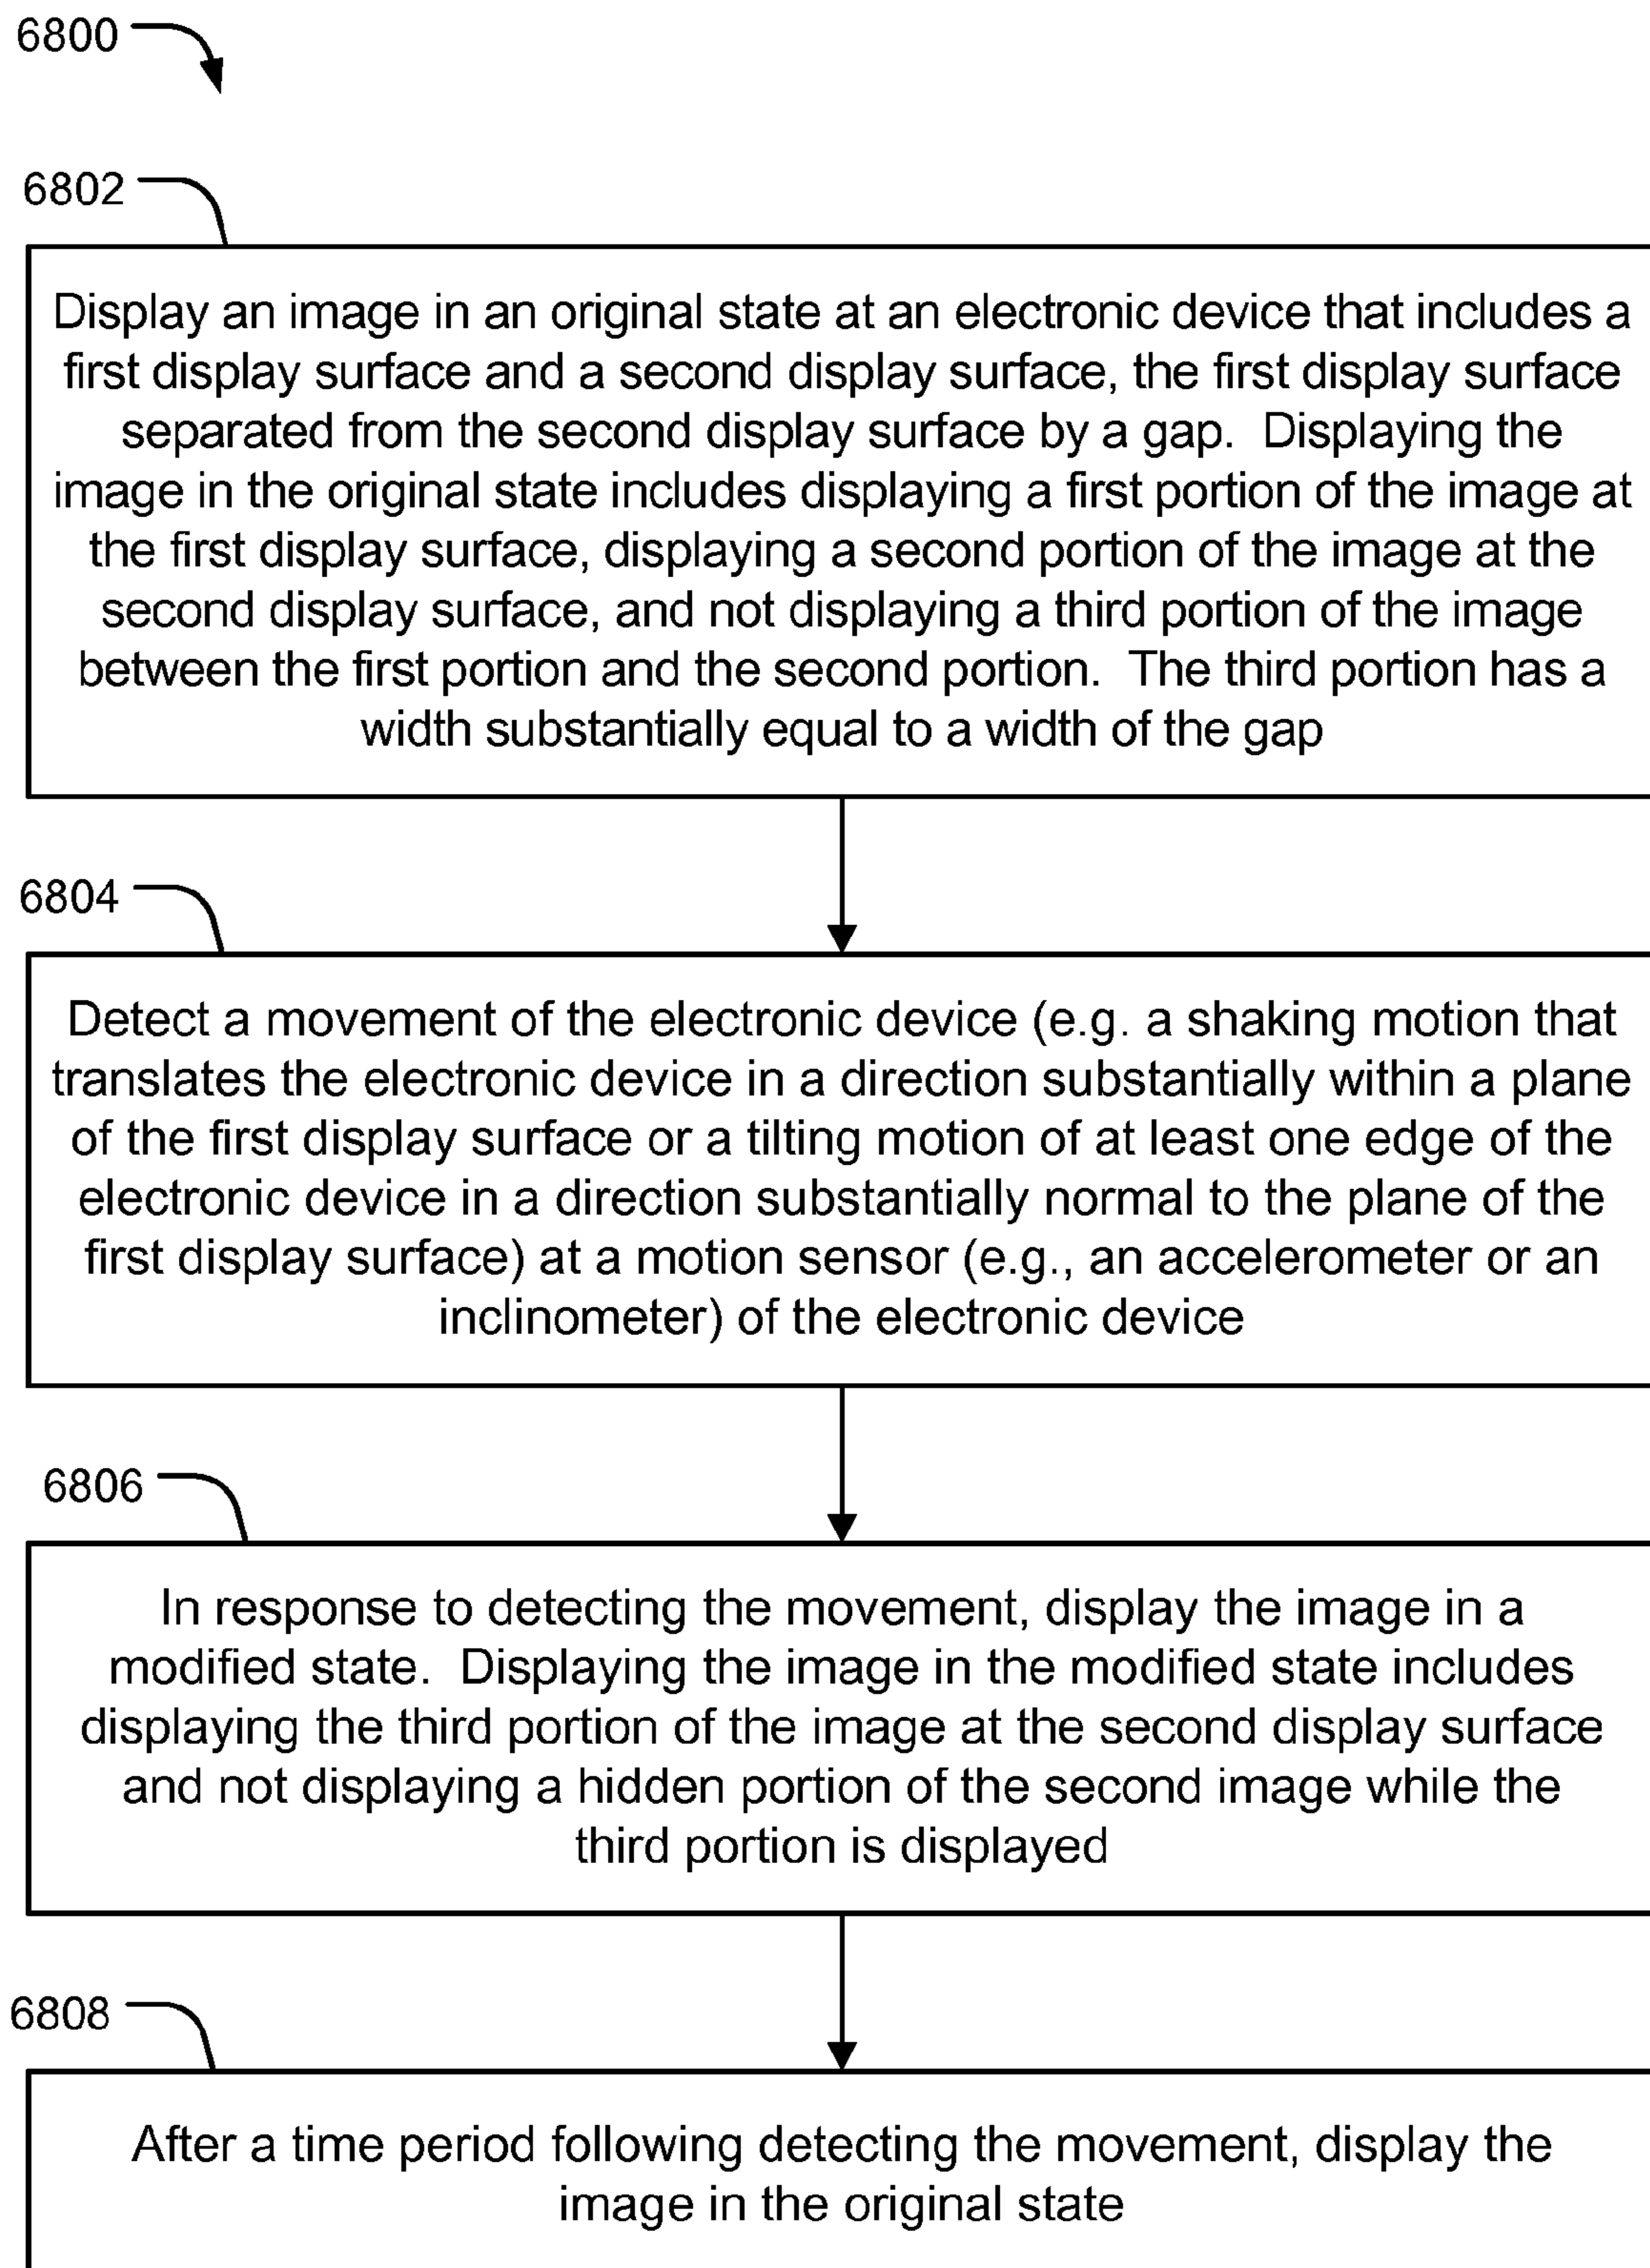 6800
6802
Display an image in an original state at an electronic device that includes a
first display surface and a second display surface, the first display surface
separated from the second display surface by a gap.  Displaying the
image in the original state includes displaying a first portion of the image at
the first display surface, displaying a second portion of the image at the
second display surface, and not displaying a third portion of the image
between the first portion and the second portion.  The third portion has a
width substantially equal to a width of the gap
6804
Detect a movement of the electronic device (e.g. a shaking motion that
translates the electronic device in a direction substantially within a plane
of the first display surface or a tilting motion of at least one edge of the
electronic device in a direction substantially normal to the plane of the
first display surface) at a motion sensor (e.g., an accelerometer or an
inclinometer) of the electronic device
6806
In response to detecting the movement, display the image in a
modified state.  Displaying the image in the modified state includes
displaying the third portion of the image at the second display surface
and not displaying a hidden portion of the second image while the
third portion is displayed
6808
After a time period following detecting the movement, display the
image in the original state